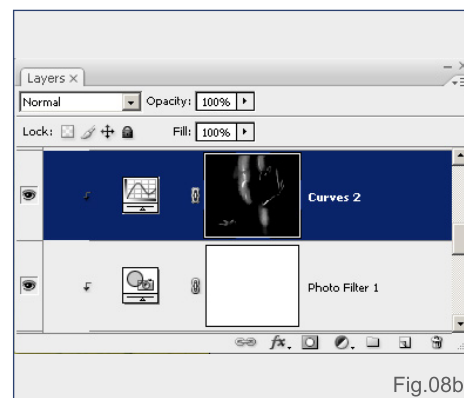 Layers ×
Normal Opacity: 100%
Lock: Fill: 100%
Curves 2
Photo Filter 1
fx.
Fig.08b